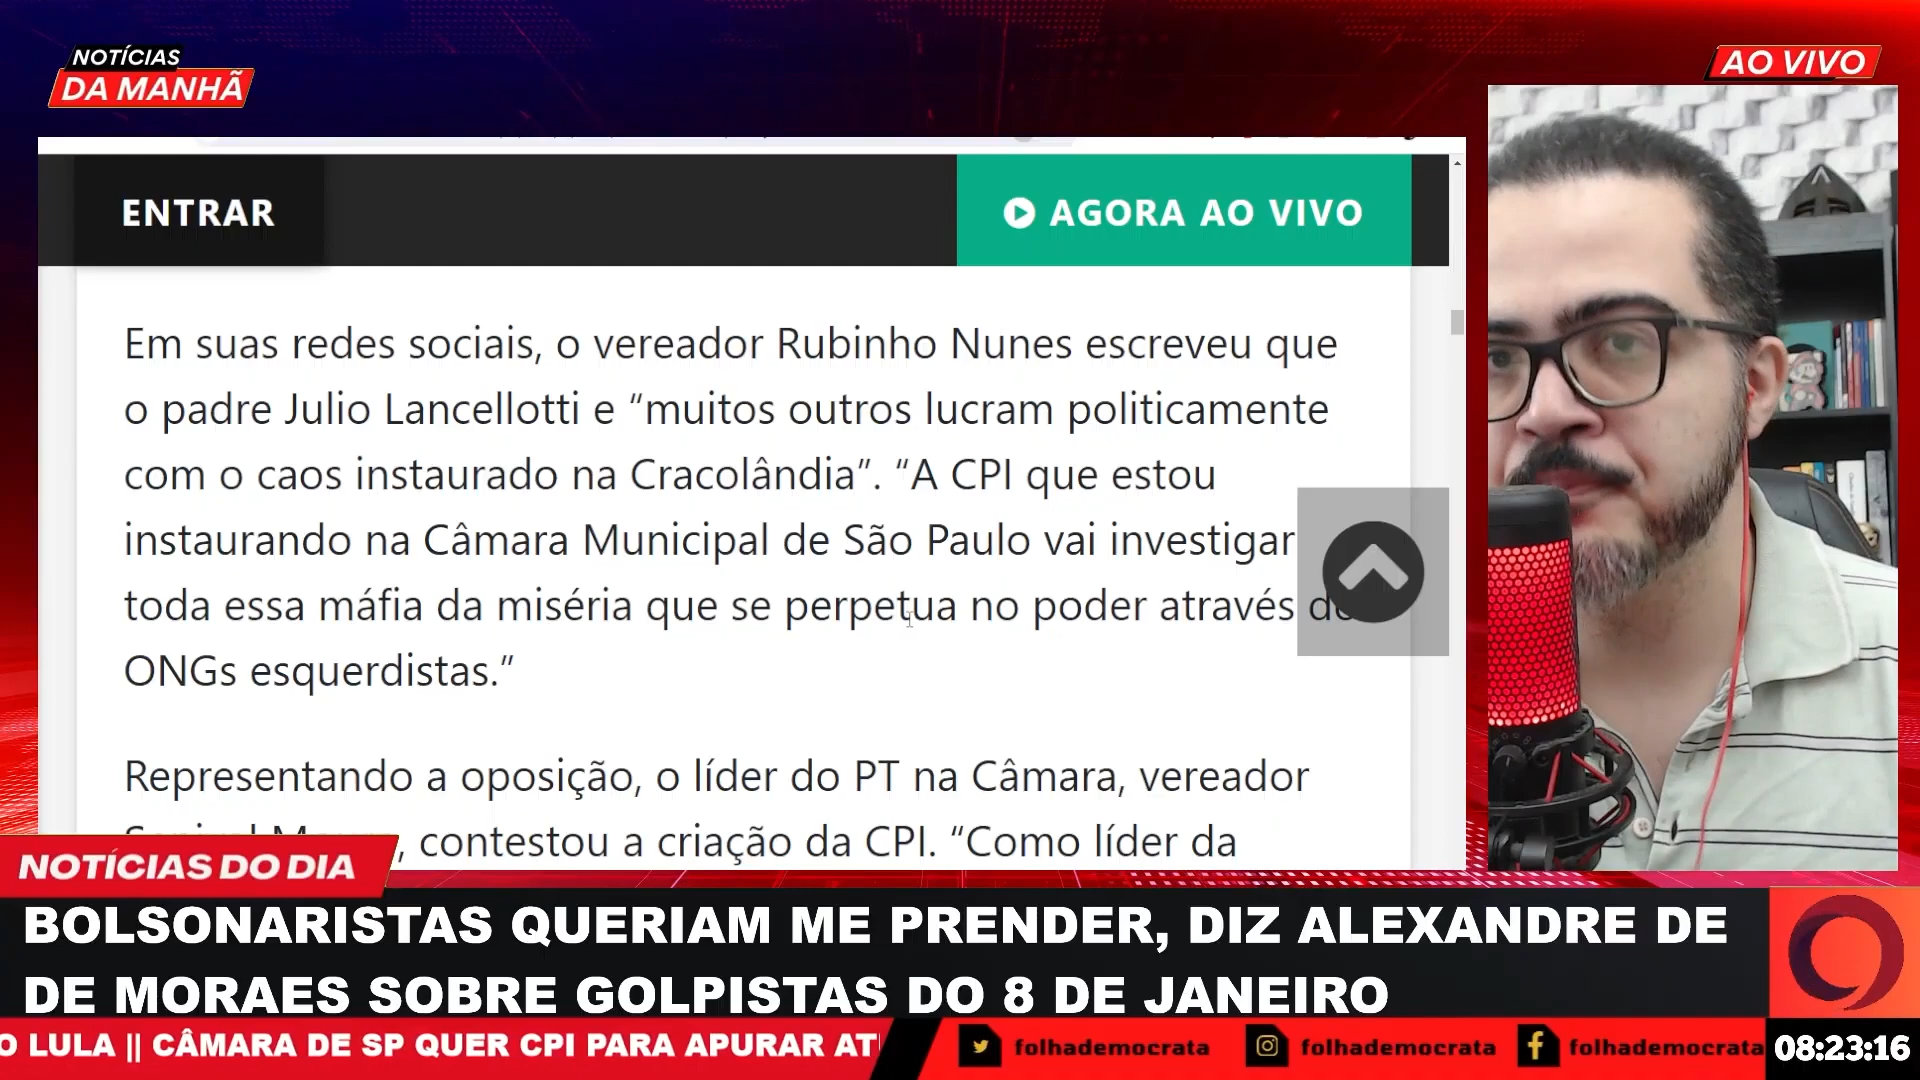 NOTÍCIAS
DA MANHÃ
AO VIVO
ENTRAR
AGORA AO VIVO
Em suas redes sociais, o vereador Rubinho Nunes escreveu que
o padre Julio Lancellotti e “muitos outros lucram politicamente
com o caos instaurado na Cracolândia”. “A CPI que estou
instaurando na Câmara Municipal de São Paulo vai investigar
toda essa máfia da miséria que se perpetua no poder através
ONGs esquerdistas.”
Representando a oposição, o líder do PT na Câmara, vereador
, contestou a criação da CPI. “Como líder da
NOTÍCIAS DO DIA
BOLSONARISTAS QUERIAM ME PRENDER, DIZ ALEXANDRE DE
DE MORAES SOBRE GOLPISTAS DO 8 DE JANEIRO
O LULA || CÂMARA DE SP QUER CPI PARA APURAR
folhademocrata
folhademocrata
folhademocrata
08:23:16